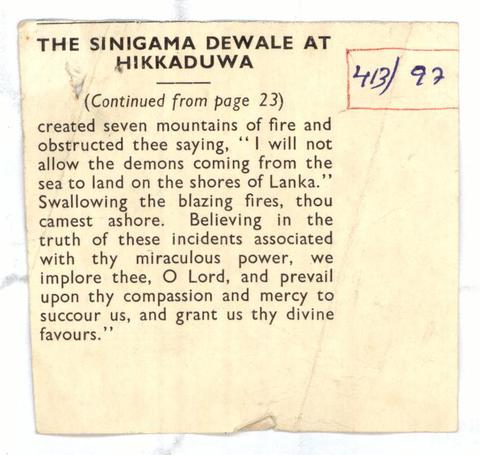 THE SINIGAMA DEWALE AT
HIKKADUWA
(Continued from page 23)
413/97
created seven mountains of fire and
obstructed thee saying, "I will not
allow the demons coming from the
sea to land on the shores of Lanka."
Swallowing the blazing fires, thou
camest ashore. Believing in the
truth of these incidents associated
with thy miraculous power, we
implore thee, O Lord, and prevail
upon thy compassion and mercy to
succour us, and grant us thy divine
favours."